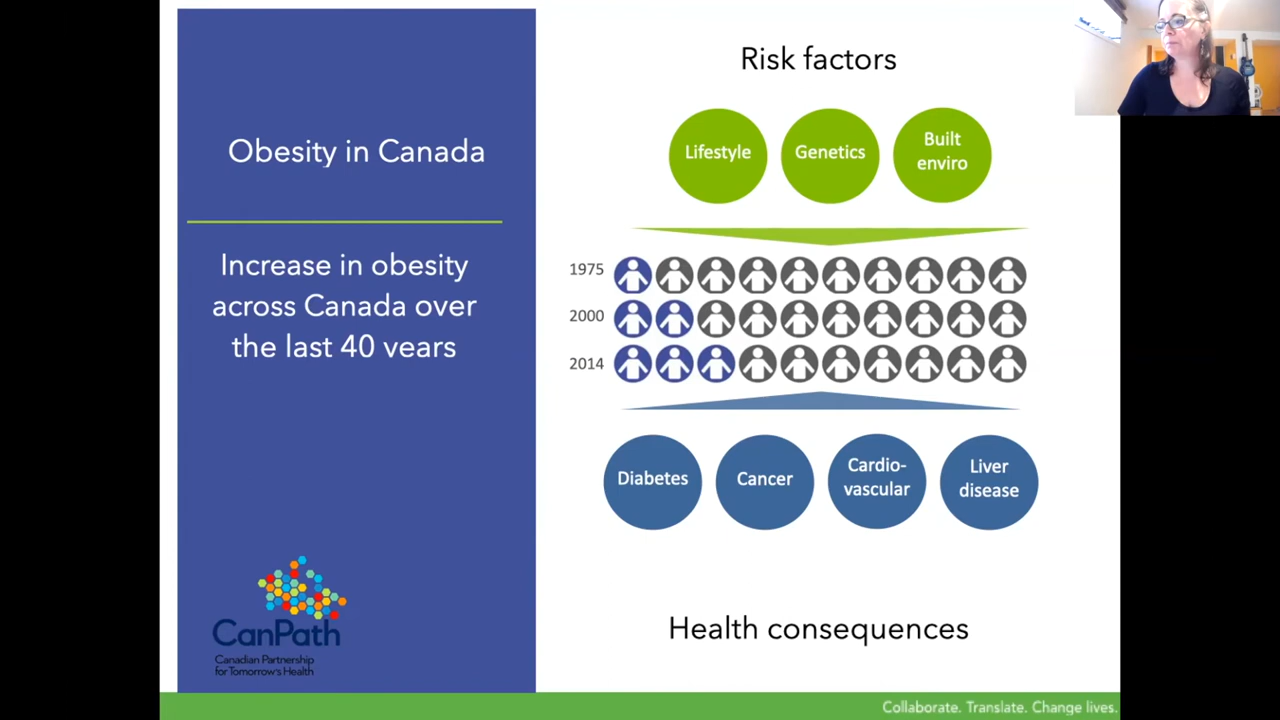 Obesity in Canada
Increase in obesity
across Canada over
the last 40 years
CanPath
Canadian Partnership
for Tomorrow's Health
Risk factors
Lifestyle
Genetics
Built
enviro
1975
2000
2014
Diabetes
Cancer
Cardio-
vascular
Liver
disease
Health consequences
Collaborate. Translate. Change lives.